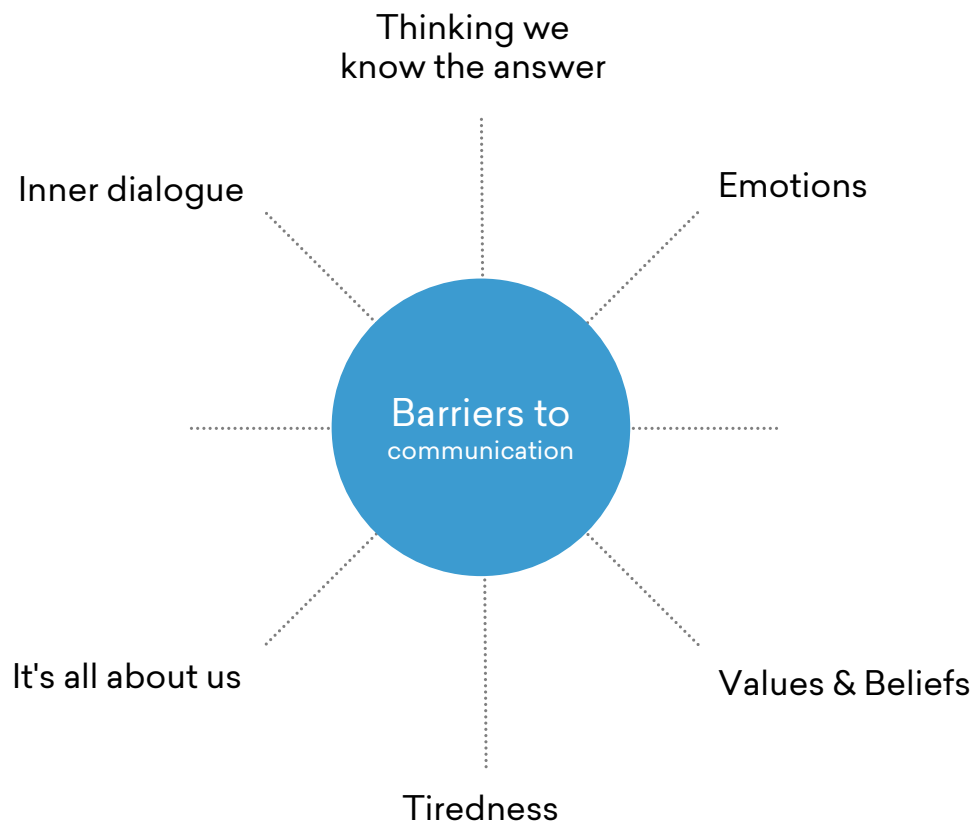 Thinking we
know the answer
Inner dialogue
Emotions
Barriers to
communication
It's all about us
Values & Beliefs
Tiredness